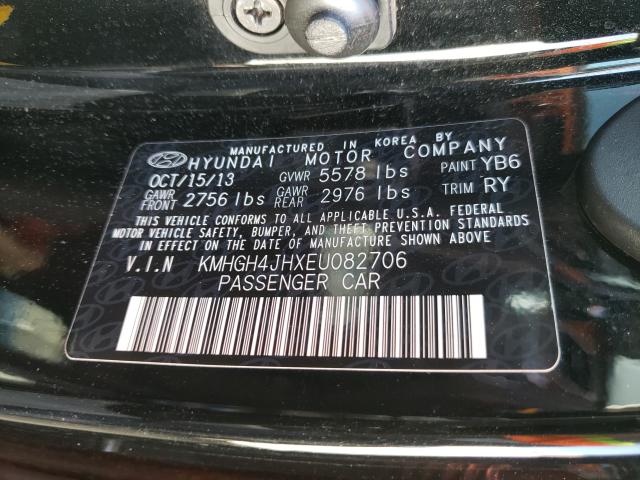 MANUFACTURED IN KOREA BY
HYUNDAI MOTOR COMPANY
OCT/15/13 GVWR 5578 lbs PAINT YB6
GAWR FRONT 2756 lbs GAWR REAR 2976 lbs TRIM RY
THIS VEHICLE CONFORMS TO ALL APPLICABLE U.S.A. FEDERAL
MOTOR VEHICLE SAFETY, BUMPER, AND THEFT PREVENTION STANDARDS
IN EFFECT ON THE DATE OF MANUFACTURE SHOWN ABOVE.
V.I.N KMHGH4JHXEU082706
PASSENGER CAR